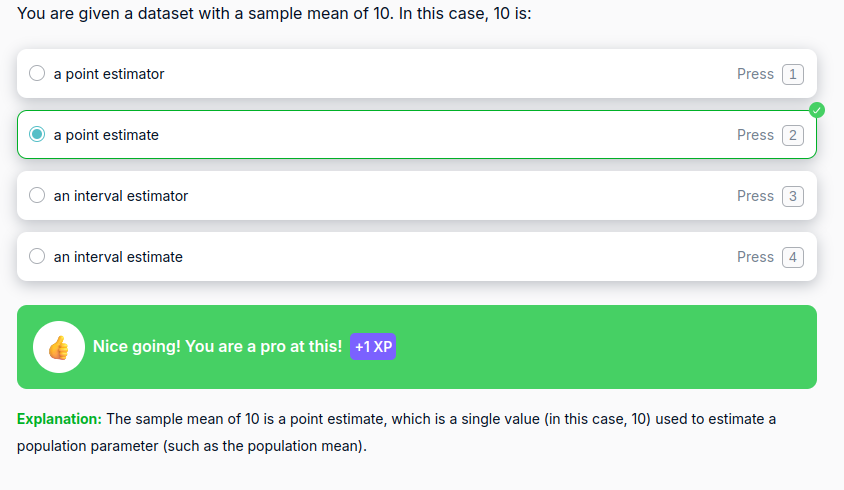 You are given a dataset with a sample mean of 10. In this case, 10 is:
a point estimator Press 1
a point estimate Press 2
an interval estimator Press 3
an interval estimate Press 4
Nice going! You are a pro at this! +1 XP
Explanation: The sample mean of 10 is a point estimate, which is a single value (in this case, 10) used to estimate a
population parameter (such as the population mean).